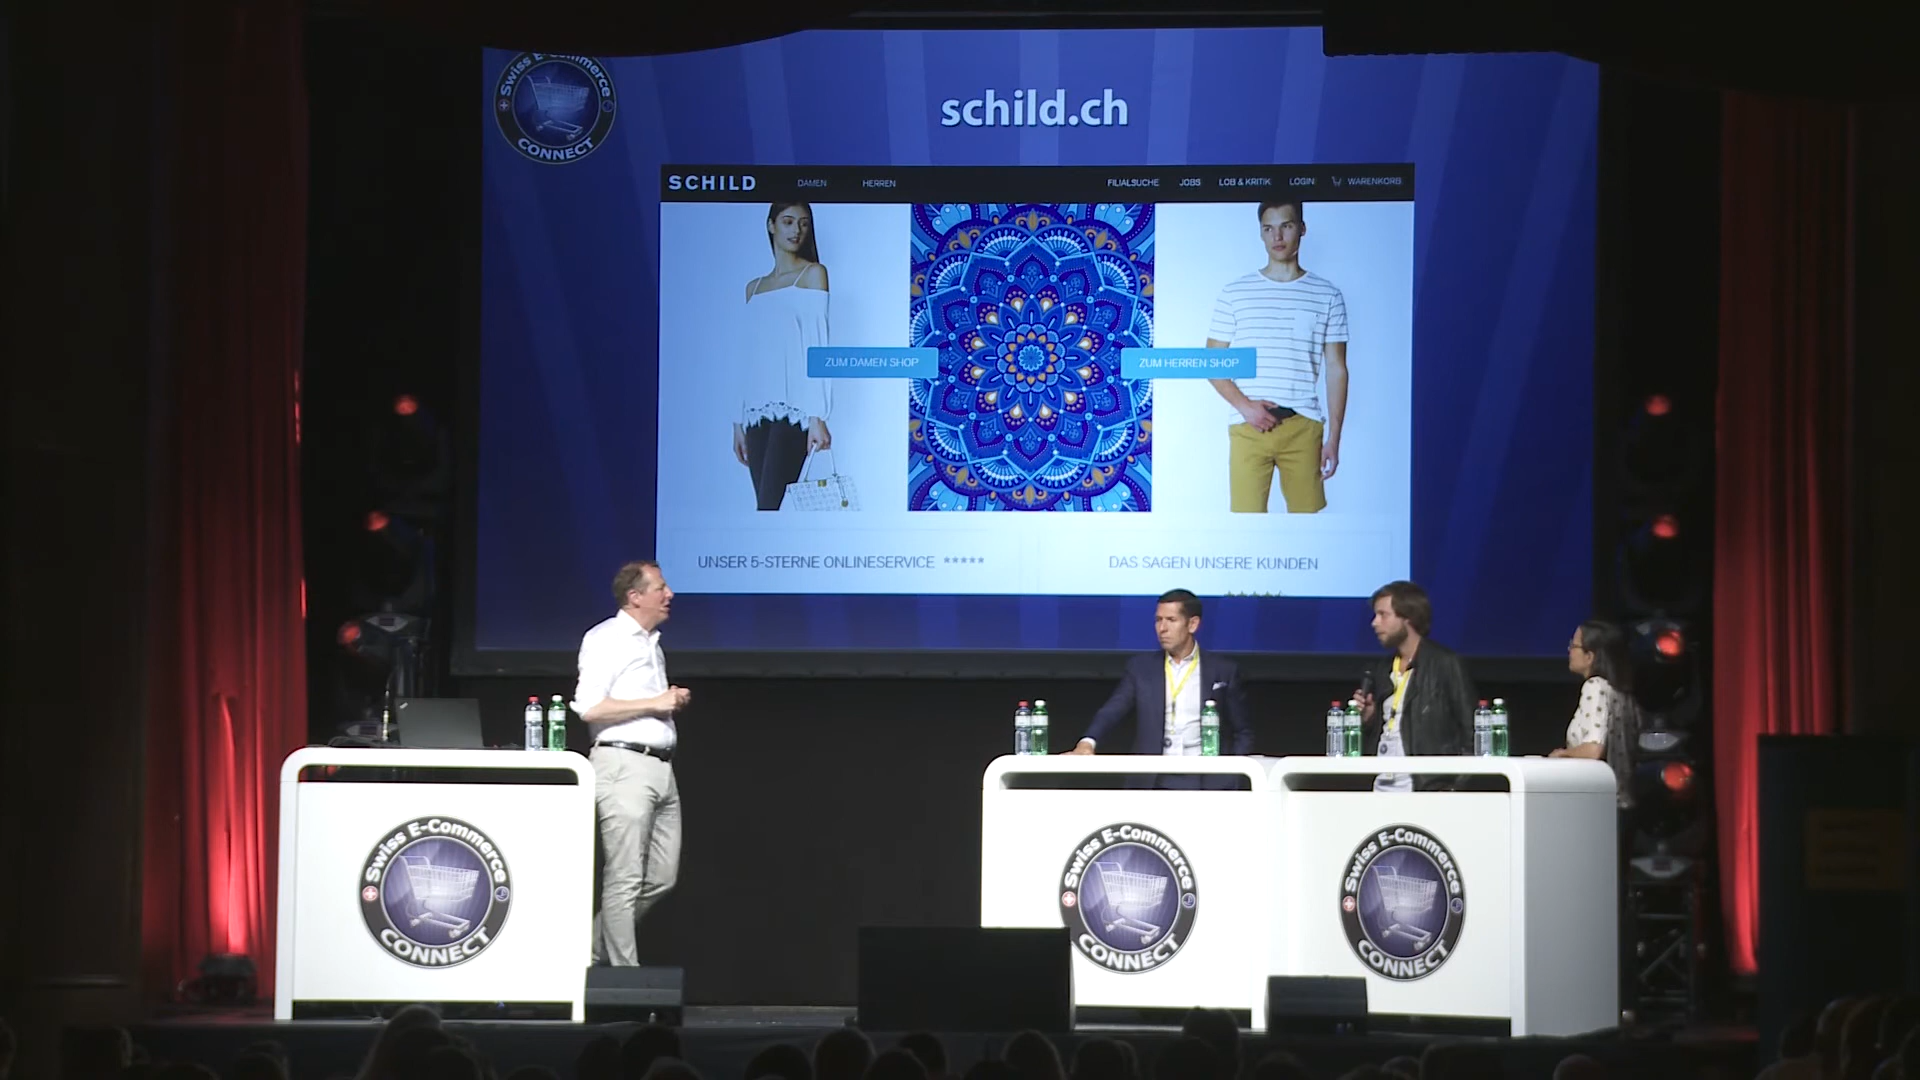 Swiss E-Commerce
CONNECT
schild.ch
SCHILD DAMEN HERREN FILIALSUCHE JOBS LOB & KRITIK LOGIN WARENKORB
ZUM DAMEN SHOP
ZUM HERREN SHOP
UNSER 5-STERNE ONLINESERVICE *****
DAS SAGEN UNSERE KUNDEN
Swiss E-Commerce
CONNECT
Swiss E-Commerce
CONNECT
Swiss E-Commerce
CONNECT